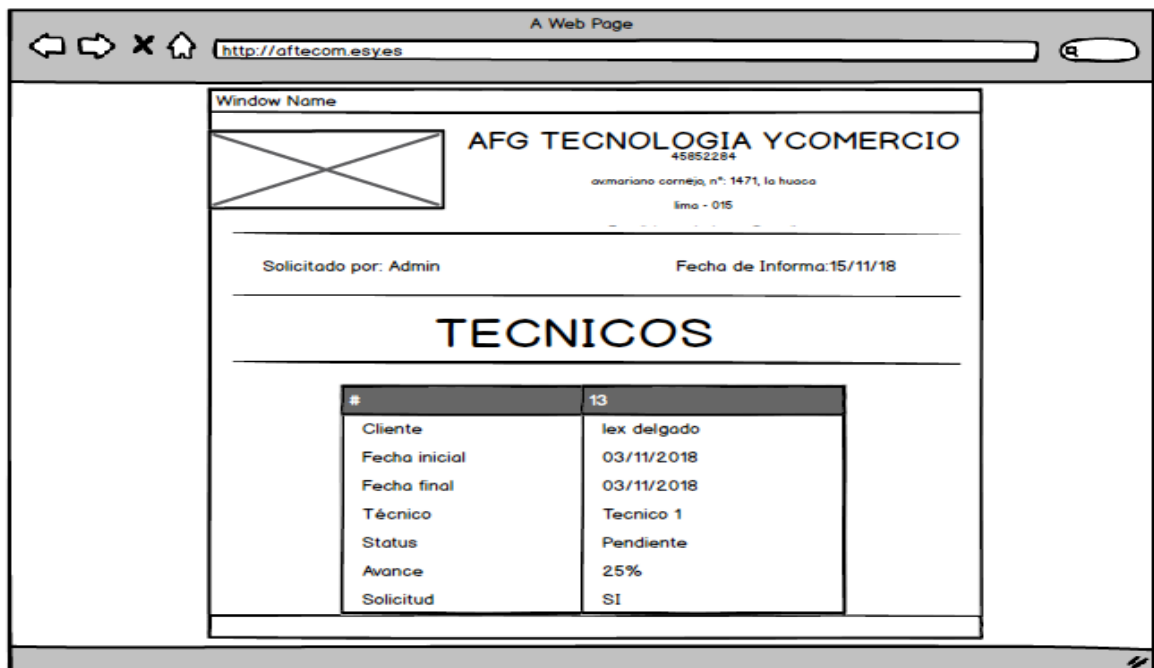 A Web Page
http://aftecom.esy.es
Window Name
AFG TECNOLOGIA YCOMERCIO
45852284
av.mariano cornejo, n°: 1471, la huaca
lima - 015
Solicitado por: Admin Fecha de Informa:15/11/18
TECNICOS
# 13
Cliente lex delgado
Fecha inicial 03/11/2018
Fecha final 03/11/2018
Técnico Tecnico 1
Status Pendiente
Avance 25%
Solicitud SI